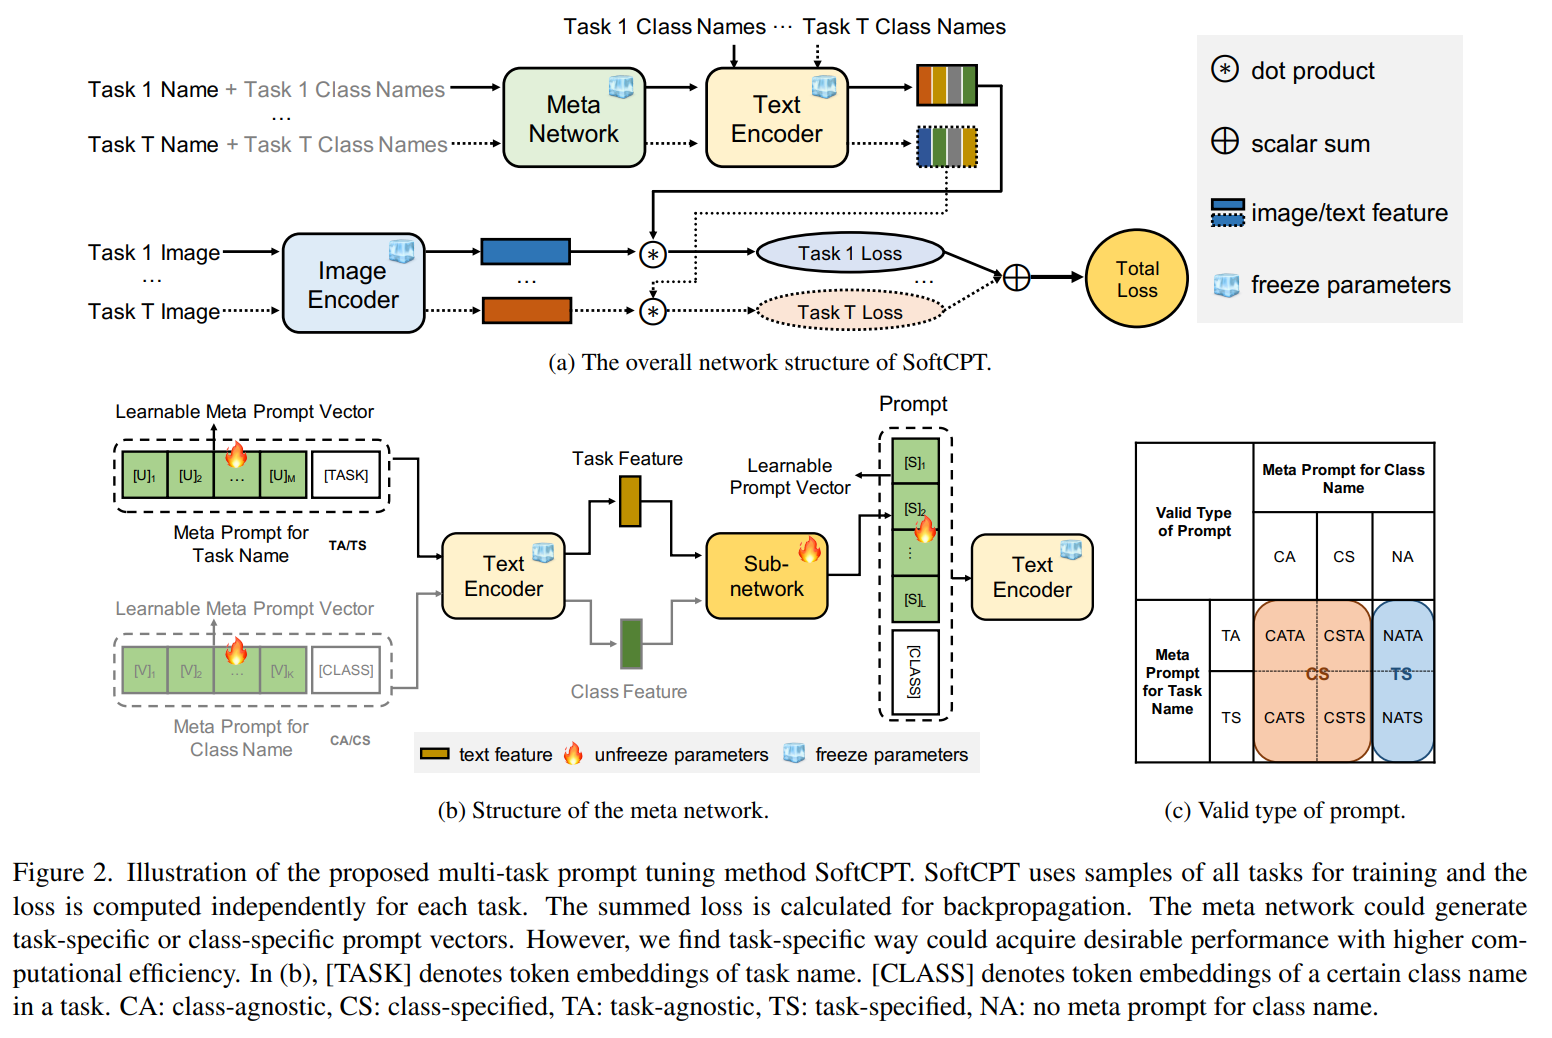 Task 1 Class Names ··· Task T Class Names
Task 1 Name + Task 1 Class Names
...
Task T Name + Task T Class Names
Meta
Network
Text
Encoder
dot product
scalar sum
image/text feature
freeze parameters
Task 1 Image
...
Task T Image
Image
Encoder
...
Task 1 Loss
...
Task T Loss
Total
Loss
(a) The overall network structure of SoftCPT.
Learnable Meta Prompt Vector
[U]1 [U]2 ... [U]M [TASK]
Meta Prompt for
Task Name TA/TS
Learnable Meta Prompt Vector
[V]1 [V]2 ... [V]K [CLASS]
Meta Prompt for
Class Name CA/CS
Text
Encoder
Task Feature
Class Feature
Sub-
network
Prompt
Learnable
Prompt Vector
[S]1
[S]2
...
[S]L
[CLASS]
Text
Encoder
text feature unfreeze parameters freeze parameters
(b) Structure of the meta network.
Valid Type
of Prompt
Meta Prompt for Class
Name
CA CS NA
Meta
Prompt
for Task
Name
TA CATA CSTA NATA
CS TS
TS CATS CSTS NATS
(c) Valid type of prompt.
Figure 2. Illustration of the proposed multi-task prompt tuning method SoftCPT. SoftCPT uses samples of all tasks for training and the
loss is computed independently for each task. The summed loss is calculated for backpropagation. The meta network could generate
task-specific or class-specific prompt vectors. However, we find task-specific way could acquire desirable performance with higher com-
putational efficiency. In (b), [TASK] denotes token embeddings of task name. [CLASS] denotes token embeddings of a certain class name
in a task. CA: class-agnostic, CS: class-specified, TA: task-agnostic, TS: task-specified, NA: no meta prompt for class name.